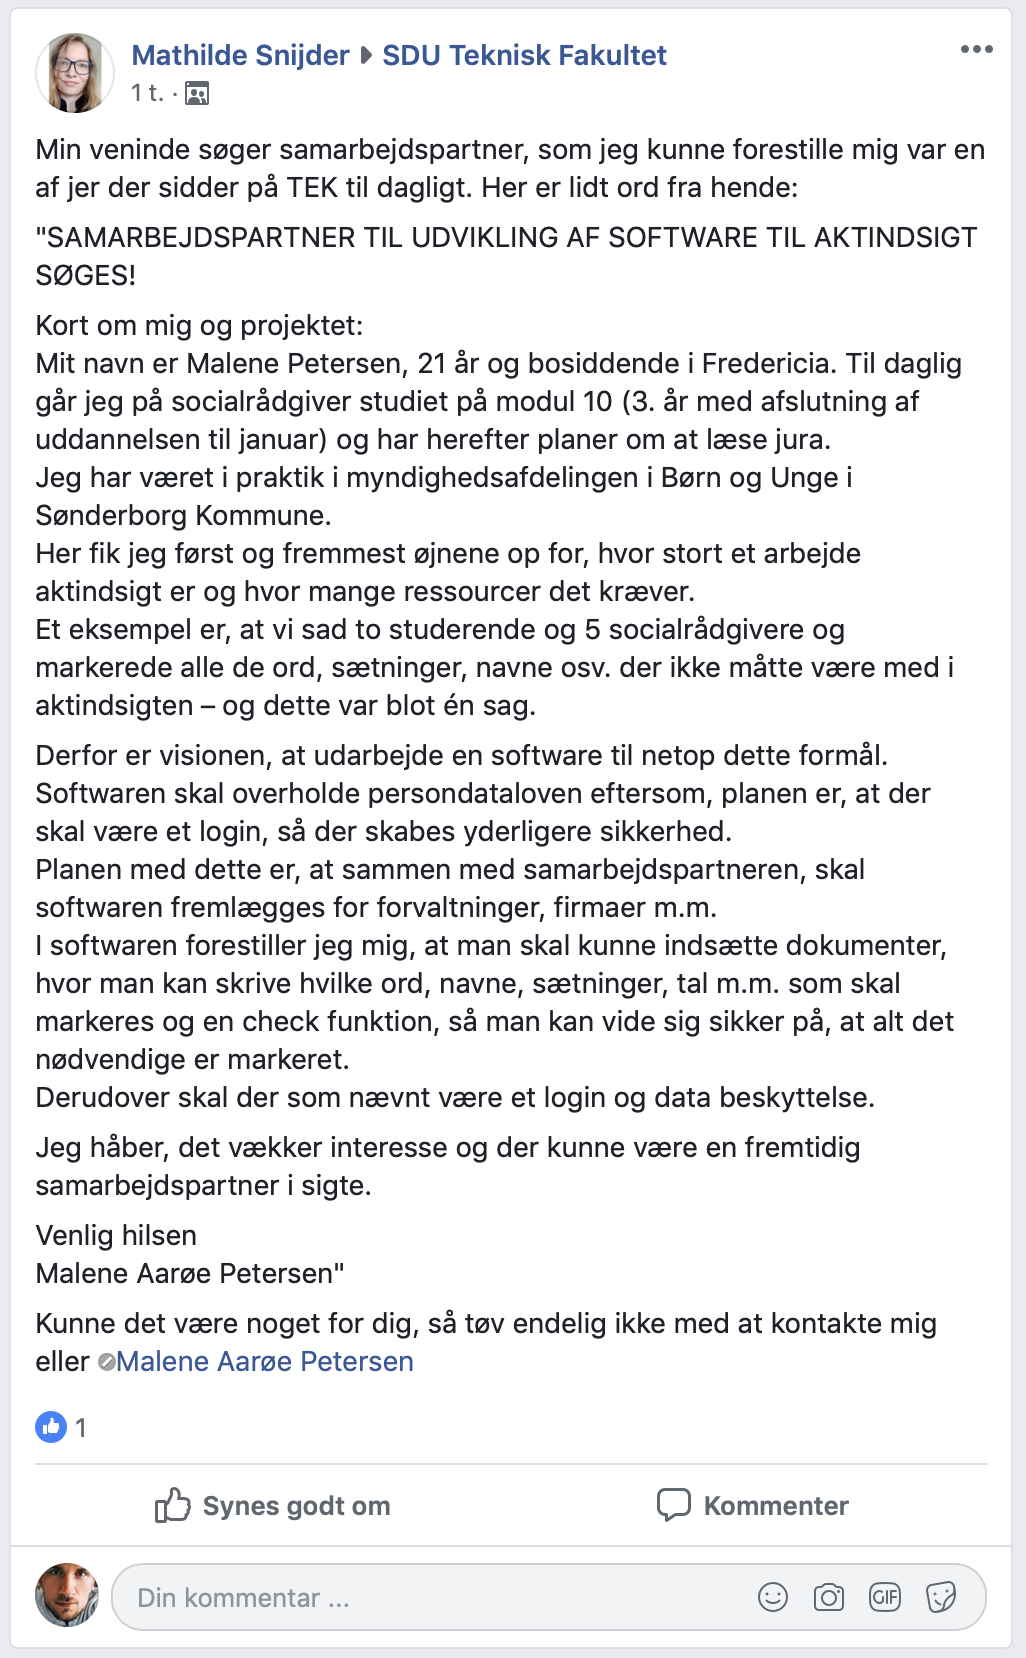 Mathilde Snijder ▸ SDU Teknisk Fakultet
1 t. ·
Min veninde søger samarbejdspartner, som jeg kunne forestille mig var en
af jer der sidder på TEK til dagligt. Her er lidt ord fra hende:
"SAMARBEJDSPARTNER TIL UDVIKLING AF SOFTWARE TIL AKTINDSIGT
SØGES!
Kort om mig og projektet:
Mit navn er Malene Petersen, 21 år og bosiddende i Fredericia. Til daglig
går jeg på socialrådgiver studiet på modul 10 (3. år med afslutning af
uddannelsen til januar) og har herefter planer om at læse jura.
Jeg har været i praktik i myndighedsafdelingen i Børn og Unge i
Sønderborg Kommune.
Her fik jeg først og fremmest øjnene op for, hvor stort et arbejde
aktindsigt er og hvor mange ressourcer det kræver.
Et eksempel er, at vi sad to studerende og 5 socialrådgivere og
markerede alle de ord, sætninger, navne osv. der ikke måtte være med i
aktindsigten – og dette var blot én sag.
Derfor er visionen, at udarbejde en software til netop dette formål.
Softwaren skal overholde persondataloven eftersom, planen er, at der
skal være et login, så der skabes yderligere sikkerhed.
Planen med dette er, at sammen med samarbejdspartneren, skal
softwaren fremlægges for forvaltninger, firmaer m.m.
I softwaren forestiller jeg mig, at man skal kunne indsætte dokumenter,
hvor man kan skrive hvilke ord, navne, sætninger, tal m.m. som skal
markeres og en check funktion, så man kan vide sig sikker på, at alt det
nødvendige er markeret.
Derudover skal der som nævnt være et login og data beskyttelse.
Jeg håber, det vækker interesse og der kunne være en fremtidig
samarbejdspartner i sigte.
Venlig hilsen
Malene Aarøe Petersen"
Kunne det være noget for dig, så tøv endelig ikke med at kontakte mig
eller Malene Aarøe Petersen
1
Synes godt om Kommenter
Din kommentar ... GIF